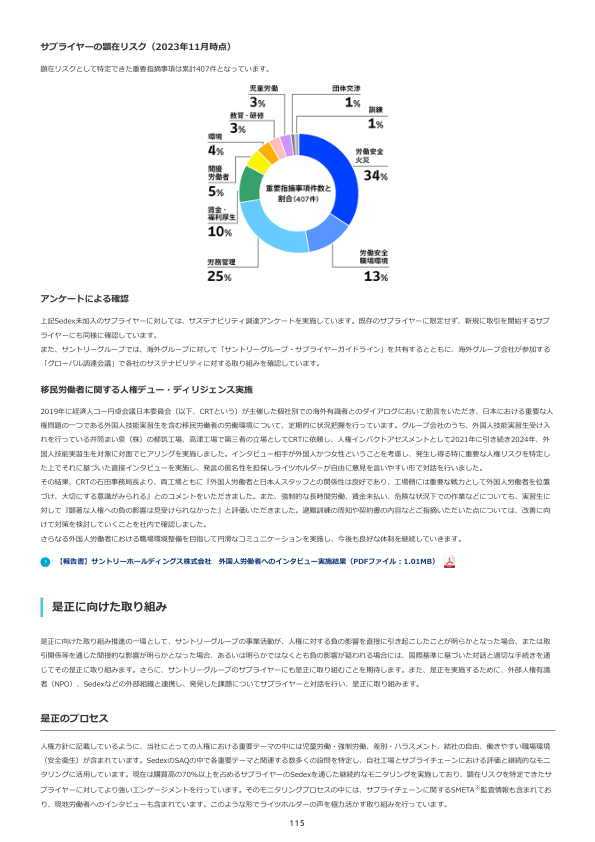 サプライヤーの顕在リスク（2023年11月時点）
顕在リスクとして特定できた重要指摘事項は累計407件となっています。
児童労働
3%
団体交渉
1%
教育・研修
3%
訓練
1%
環境
4%
労働安全
火災
34%
間接
労働者
5%
重要指摘事項件数と
割合(407件)
賃金・
福利厚生
10%
労務管理
25%
労働安全
職場環境
13%
アンケートによる確認
上記Sedex未加入のサプライヤーに対しては、サステナビリティ調達アンケートを実施しています。既存のサプライヤーに限定せず、新規に取引を開始するサプ
ライヤーにも同様に確認しています。
また、サントリーグループでは、海外グループに対して「サントリーグループ・サプライヤーガイドライン」を共有するとともに、海外グループ会社が参加する
「グローバル調達会議」で各社のサステナビリティに対する取り組みを確認しています。
移民労働者に関する人権デュー・ディリジェンス実施
2019年に経済人コー円卓会議日本委員会（以下、CRTという）が主催した個社別での海外有識者とのダイアログにおいて助言をいただき、日本における重要な人
権問題の一つである外国人技能実習生を含む移民労働者の労働環境について、定期的に状況把握を行っています。グループ会社のうち、外国人技能実習生受け入
れを行っている井筒まい泉（株）の都筑工場、高津工場で第三者の立場としてCRTに依頼し、人権インパクトアセスメントとして2021年に引き続き2024年、外
国人技能実習生を対象に対面でヒアリングを実施しました。インタビュー相手が外国人かつ女性ということを考慮し、発生し得る特に重要な人権リスクを特定し
た上でそれに基づいた直接インタビューを実施し、発言の匿名性を担保しライツホルダーが自由に意見を言いやすい形で対話を行いました。
その結果、CRTの石田事務局長より、両工場ともに『外国人労働者と日本人スタッフとの関係性は良好であり、工場側には重要な戦力として外国人労働者を位置
づけ、大切にする意識がみられる』とのコメントをいただきました。また、強制的な長時間労働、賃金未払い、危険な状況下での作業などについても、実習生に
対して『顕著な人権への負の影響は見受けられなかった』と評価いただきました。避難訓練の周知や契約書の内容などご指摘いただいた点については、改善に向
けて対策を検討していくことを社内で確認しました。
さらなる外国人労働者における職場環境整備を目指して円滑なコミュニケーションを実施し、今後も良好な体制を継続していきます。
【報告書】サントリーホールディングス株式会社　外国人労働者へのインタビュー実施結果（PDFファイル：1.01MB）
是正に向けた取り組み
是正に向けた取り組み推進の一環として、サントリーグループの事業活動が、人権に対する負の影響を直接に引き起こしたことが明らかとなった場合、または取
引関係等を通じた間接的な影響が明らかとなった場合、あるいは明らかではなくとも負の影響が疑われる場合には、国際基準に基づいた対話と適切な手続きを通
じてその是正に取り組みます。さらに、サントリーグループのサプライヤーにも是正に取り組むことを期待します。また、是正を実施するために、外部人権有識
者（NPO）、Sedexなどの外部組織と連携し、発見した課題についてサプライヤーと対話を行い、是正に取り組みます。
是正のプロセス
人権方針に記載しているように、当社にとっての人権における重要テーマの中には児童労働・強制労働、差別・ハラスメント、結社の自由、働きやすい職場環境
（安全衛生）が含まれています。SedexのSAQの中で各重要テーマと関連する数多くの設問を特定し、自社工場とサプライチェーンにおける評価と継続的なモニ
タリングに活用しています。現在は購買高の70%以上を占めるサプライヤーのSedexを通じた継続的なモニタリングを実施しており、顕在リスクを特定できたサ
プライヤーに対してより強いエンゲージメントを行っています。そのモニタリングプロセスの中には、サプライチェーンに関するSMETA※監査情報も含まれてお
り、現地労働者へのインタビューも含まれています。このような形でライツホルダーの声を極力活かす取り組みを行っています。
115